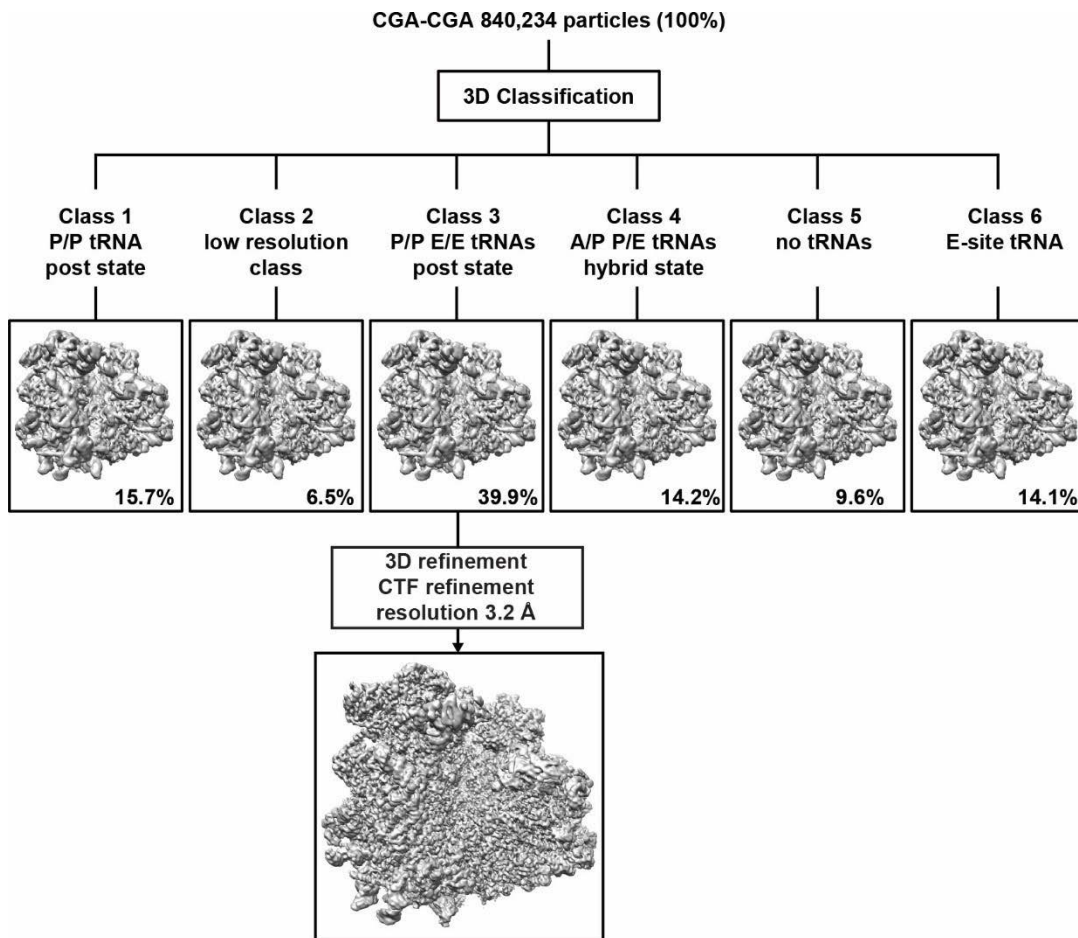 CGA-CGA 840,234 particles (100%)
3D Classification
Class 1
P/P tRNA
post state
Class 2
low resolution
class
Class 3
P/P E/E tRNAs
post state
Class 4
A/P P/E tRNAs
hybrid state
Class 5
no tRNAs
Class 6
E-site tRNA
15.7%
6.5%
39.9%
14.2%
9.6%
14.1%
3D refinement
CTF refinement
resolution 3.2 Å